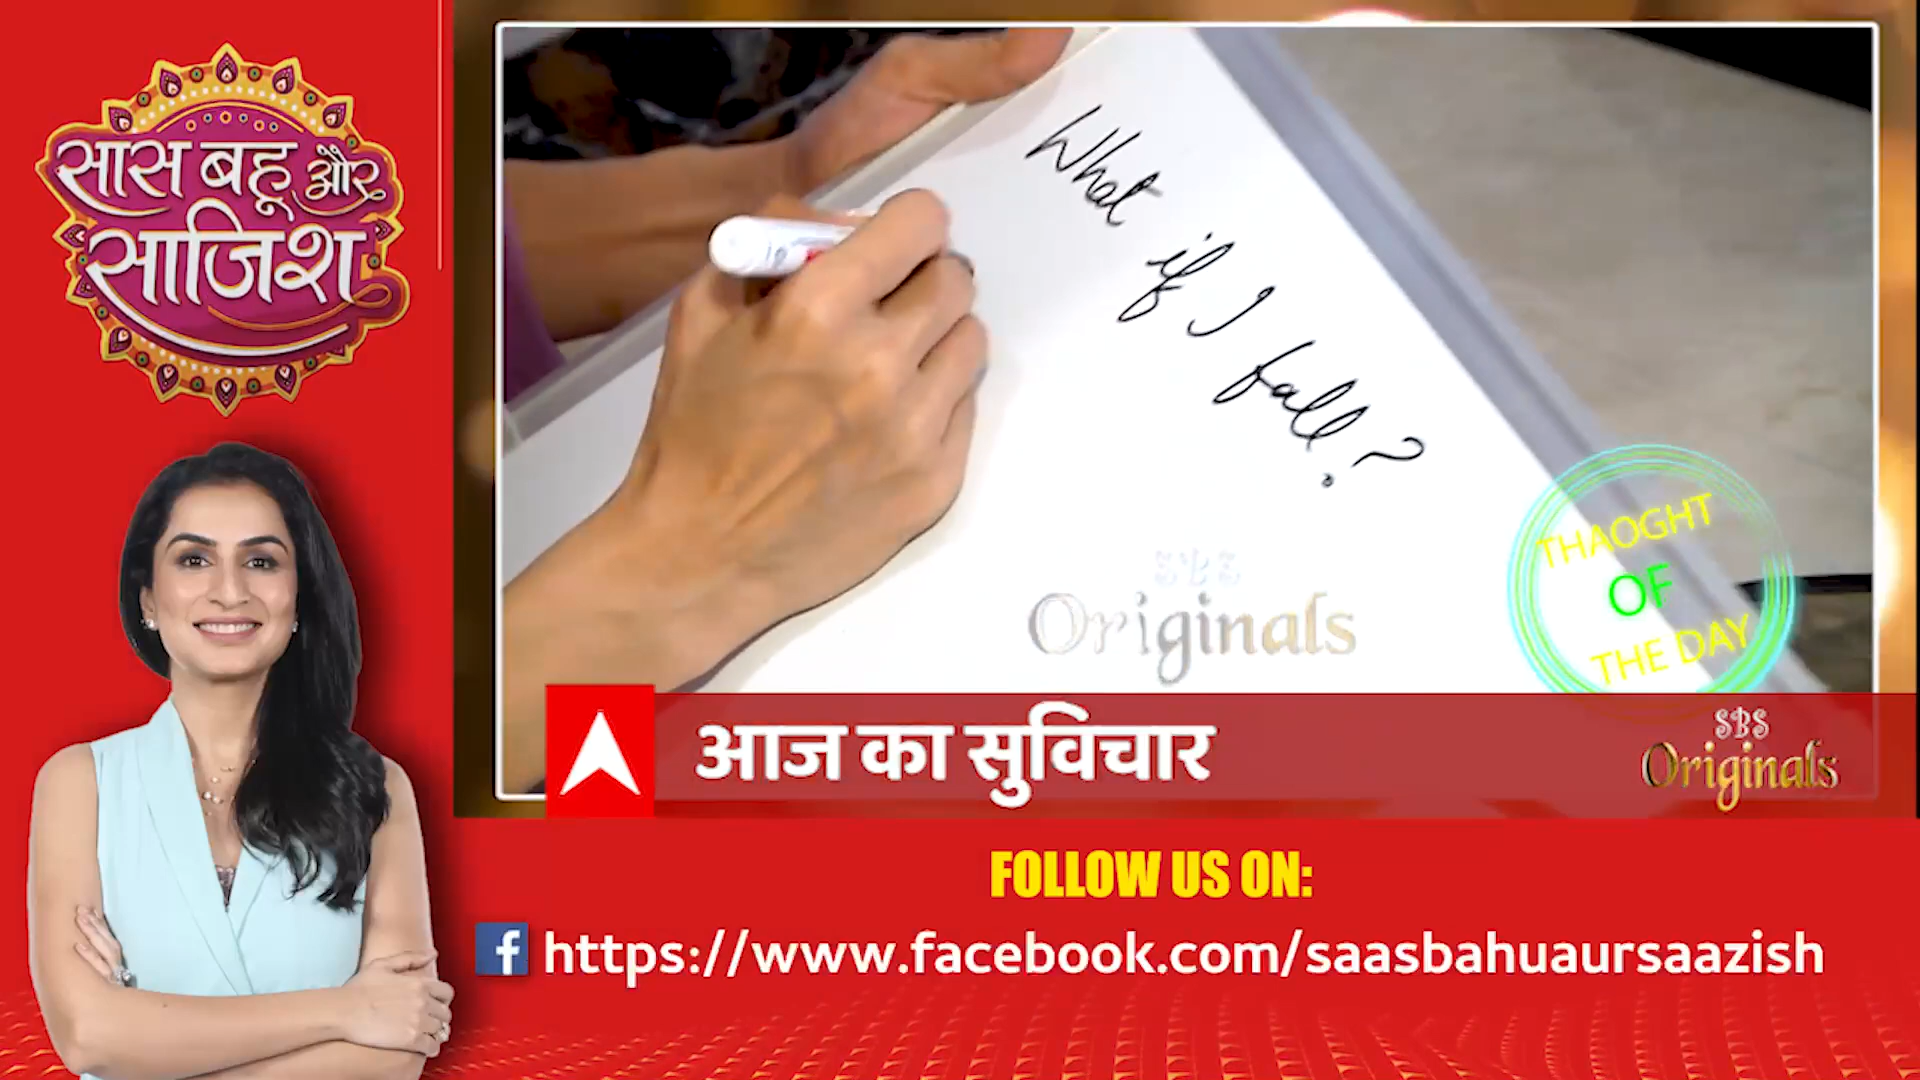 सास बहू और
साजिश
What if I fall?
SBS
Originals
THAOGHT
OF
THE DAY
आज का सुविचार
SBS
Originals
FOLLOW US ON:
f https://www.facebook.com/saasbahuaursaazish